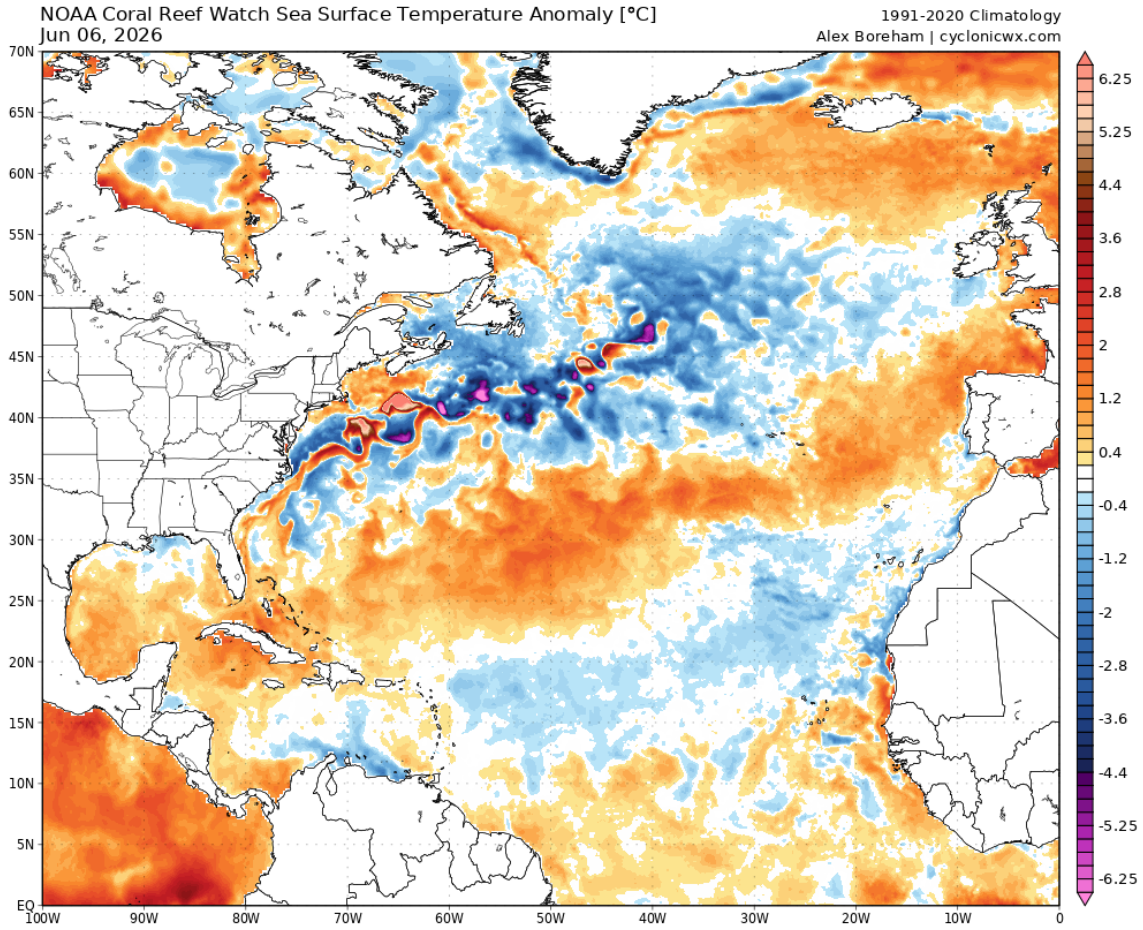 NOAA Coral Reef Watch Sea Surface Temperature Anomaly [°C]
1991-2020 Climatology
Jun 06, 2026
Alex Boreham | cyclonicwx.com
70N
65N
60N
55N
50N
45N
40N
35N
30N
25N
20N
15N
10N
5N
EQ
100W 90W 80W 70W 60W 50W 40W 30W 20W 10W 0
6.25
5.25
4.4
3.6
2.8
2
1.2
0.4
-0.4
-1.2
-2
-2.8
-3.6
-4.4
-5.25
-6.25